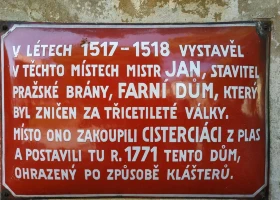 V LÉTECH 1517-1518 VYSTAVĚL
V TĚCHTO MÍSTECH MISTR JAN, STAVITEL
PRAŽSKÉ BRÁNY, FARNÍ DŮM, KTERÝ
BYL ZNIČEN ZA TŘICETILETÉ VÁLKY.
MÍSTO ONO ZAKOUPILI CISTERCIÁCI Z PLAS
A POSTAVILI TU R. 1771 TENTO DŮM,
OHRAZENÝ PO ZPŮSOBĚ KLÁŠTERŮ.